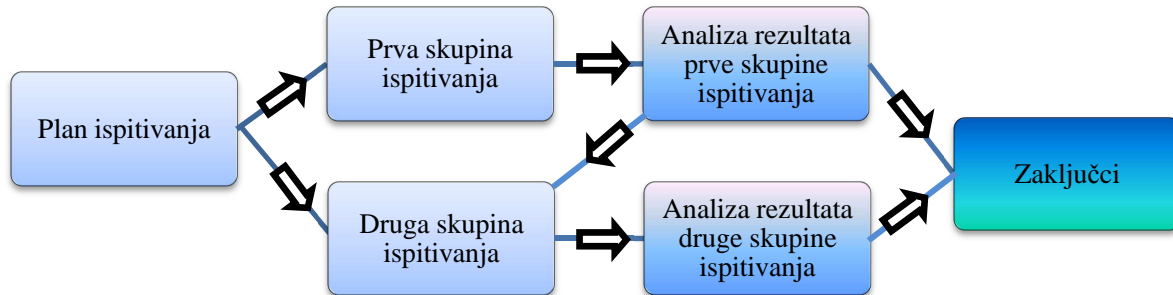 Plan ispitivanja
Prva skupina
ispitivanja
Analiza rezultata
prve skupine
ispitivanja
Druga skupina
ispitivanja
Analiza rezultata
druge skupine
ispitivanja
Zaključci